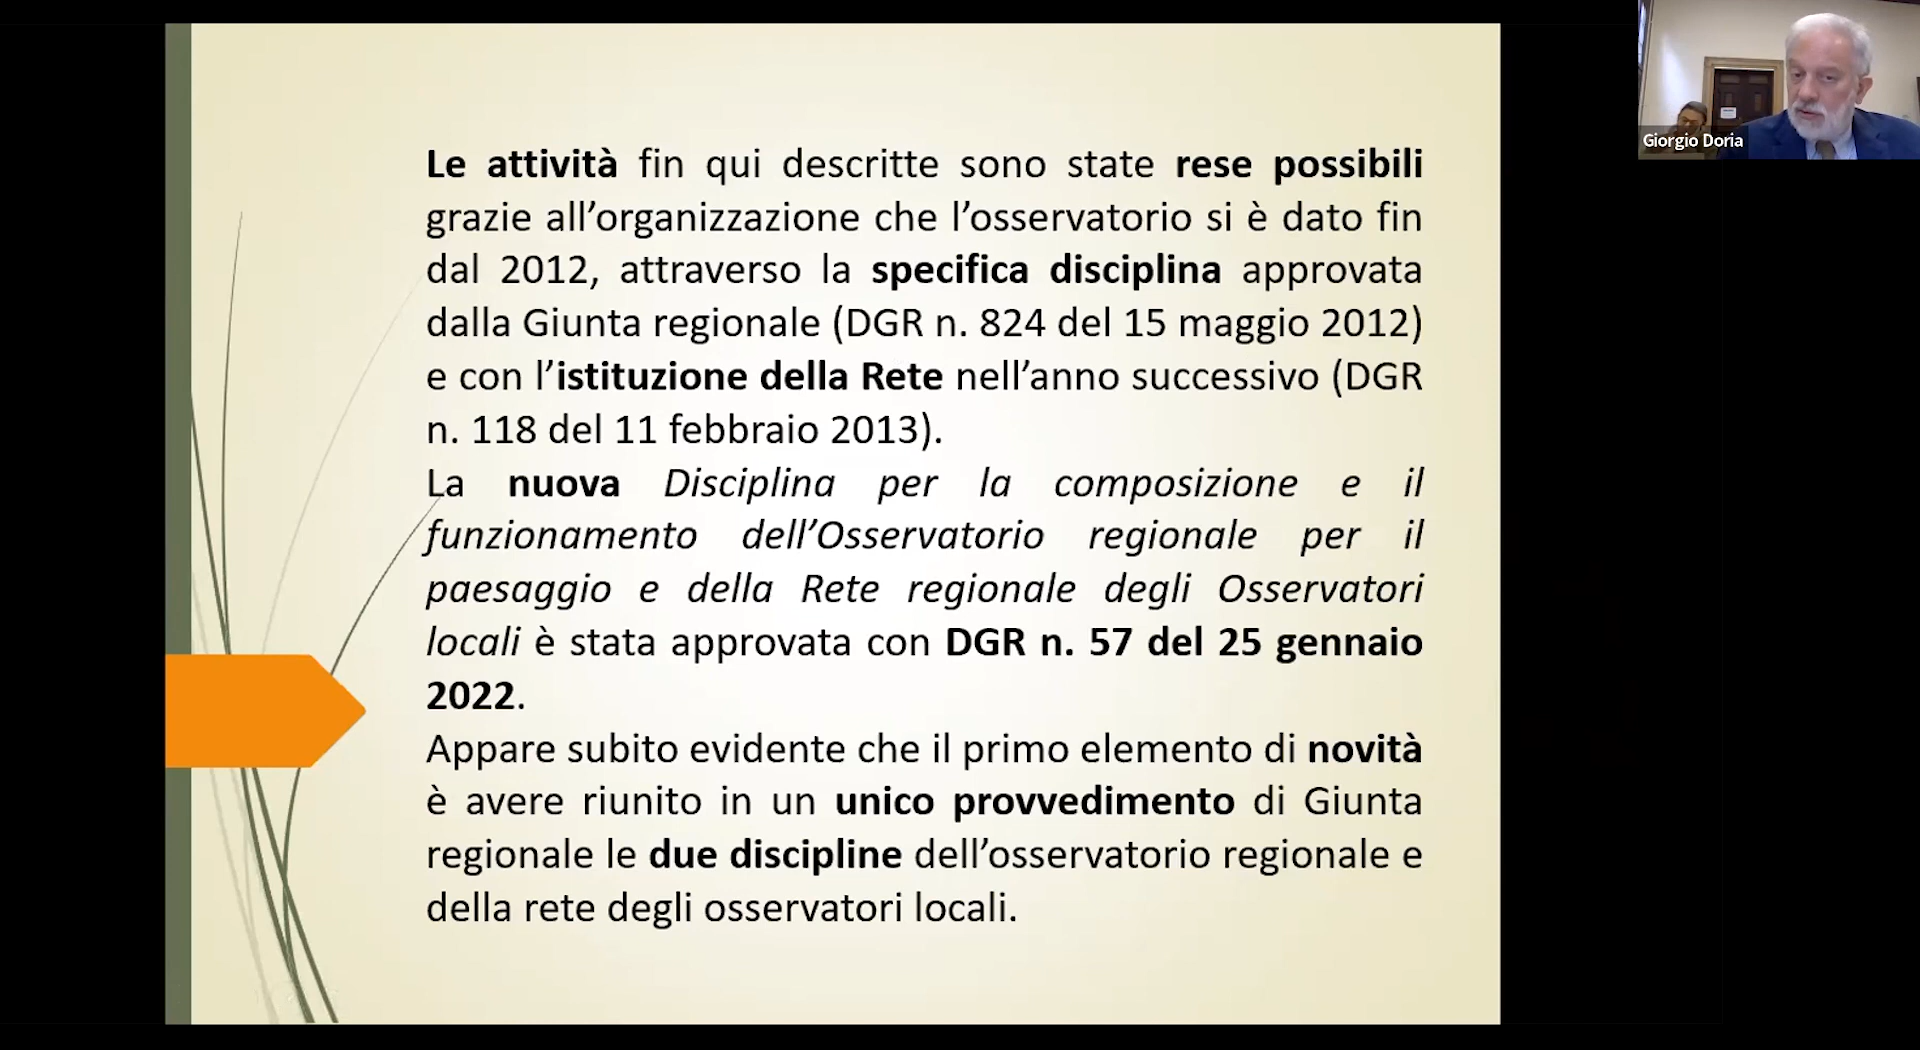 Le attività fin qui descritte sono state rese possibili
grazie all’organizzazione che l’osservatorio si è dato fin
dal 2012, attraverso la specifica disciplina approvata
dalla Giunta regionale (DGR n. 824 del 15 maggio 2012)
e con l’istituzione della Rete nell’anno successivo (DGR
n. 118 del 11 febbraio 2013).
La nuova Disciplina per la composizione e il
funzionamento dell’Osservatorio regionale per il
paesaggio e della Rete regionale degli Osservatori
locali è stata approvata con DGR n. 57 del 25 gennaio
2022.
Appare subito evidente che il primo elemento di novità
è avere riunito in un unico provvedimento di Giunta
regionale le due discipline dell’osservatorio regionale e
della rete degli osservatori locali.
Giorgio Doria